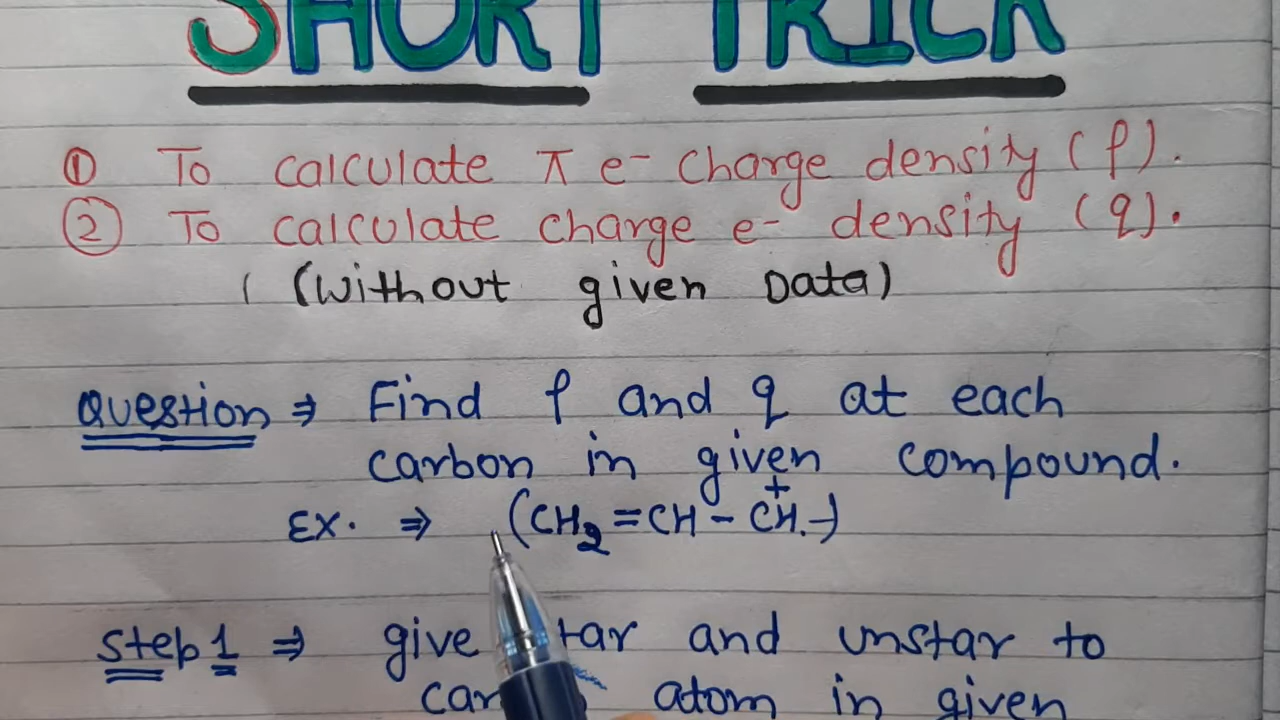 SHORT TRICK
① To calculate π e⁻ charge density (ρ).
② To calculate charge e⁻ density (q).
(without given Data)
Question ⇒ Find ρ and q at each
carbon in given compound.
EX. ⇒ (CH₂=CH-CH⁺-)
Step 1 ⇒ give and unstar to
atom in given